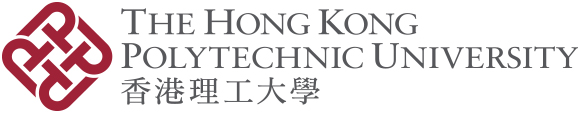 THE HONG KONG
POLYTECHNIC UNIVERSITY
香港理工大學